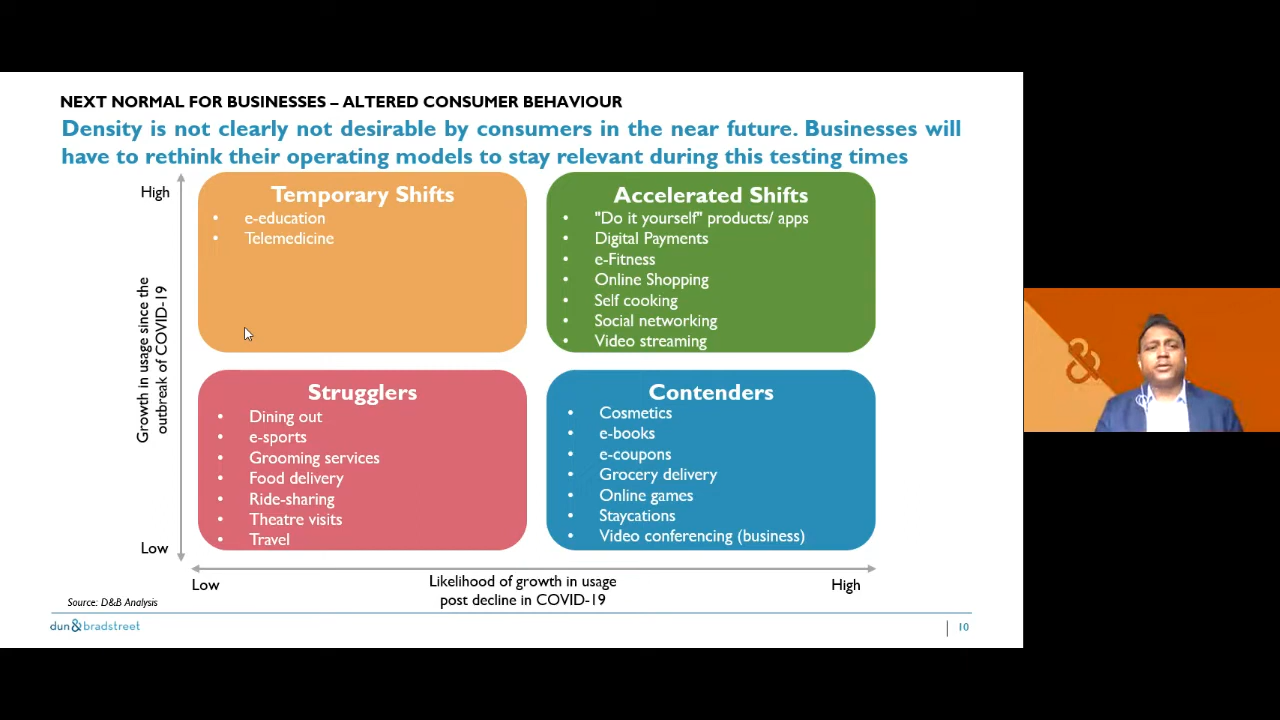 NEXT NORMAL FOR BUSINESSES – ALTERED CONSUMER BEHAVIOUR
Density is not clearly not desirable by consumers in the near future. Businesses will
have to rethink their operating models to stay relevant during this testing times
High
Growth in usage since the
outbreak of COVID-19
Low
Temporary Shifts
• e-education
• Telemedicine
Accelerated Shifts
• "Do it yourself" products/ apps
• Digital Payments
• e-Fitness
• Online Shopping
• Self cooking
• Social networking
• Video streaming
Strugglers
• Dining out
• e-sports
• Grooming services
• Food delivery
• Ride-sharing
• Theatre visits
• Travel
Contenders
• Cosmetics
• e-books
• e-coupons
• Grocery delivery
• Online games
• Staycations
• Video conferencing (business)
Low
Likelihood of growth in usage
post decline in COVID-19
High
Source: D&B Analysis
dun&bradstreet
10
&